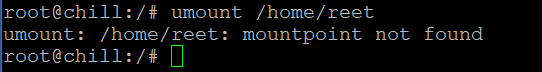 root@chill:/# umount /home/reet
umount: /home/reet: mountpoint not found
root@chill:/#